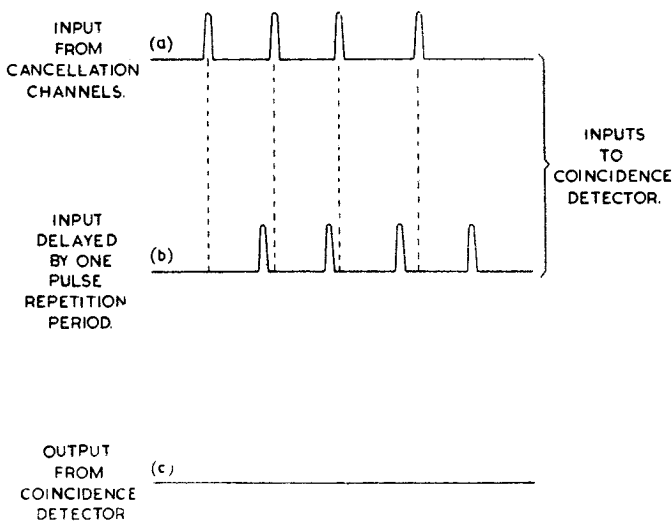 INPUT
FROM
CANCELLATION
CHANNELS.
(a)
INPUTS
TO
COINCIDENCE
DETECTOR.
INPUT
DELAYED
BY ONE
PULSE
REPETITION
PERIOD.
(b)
OUTPUT
FROM
COINCIDENCE
DETECTOR
(c)